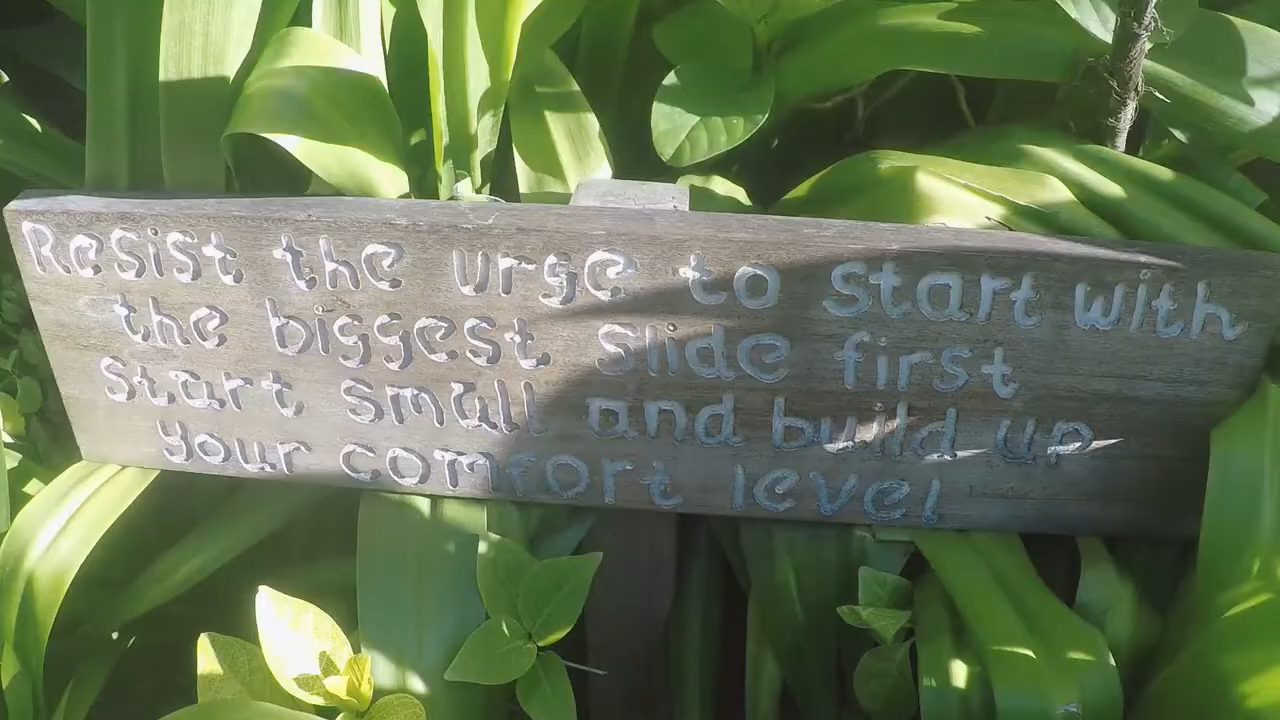 Resist the urge to start with
the biggest slide first
Start small and build up
your comfort level